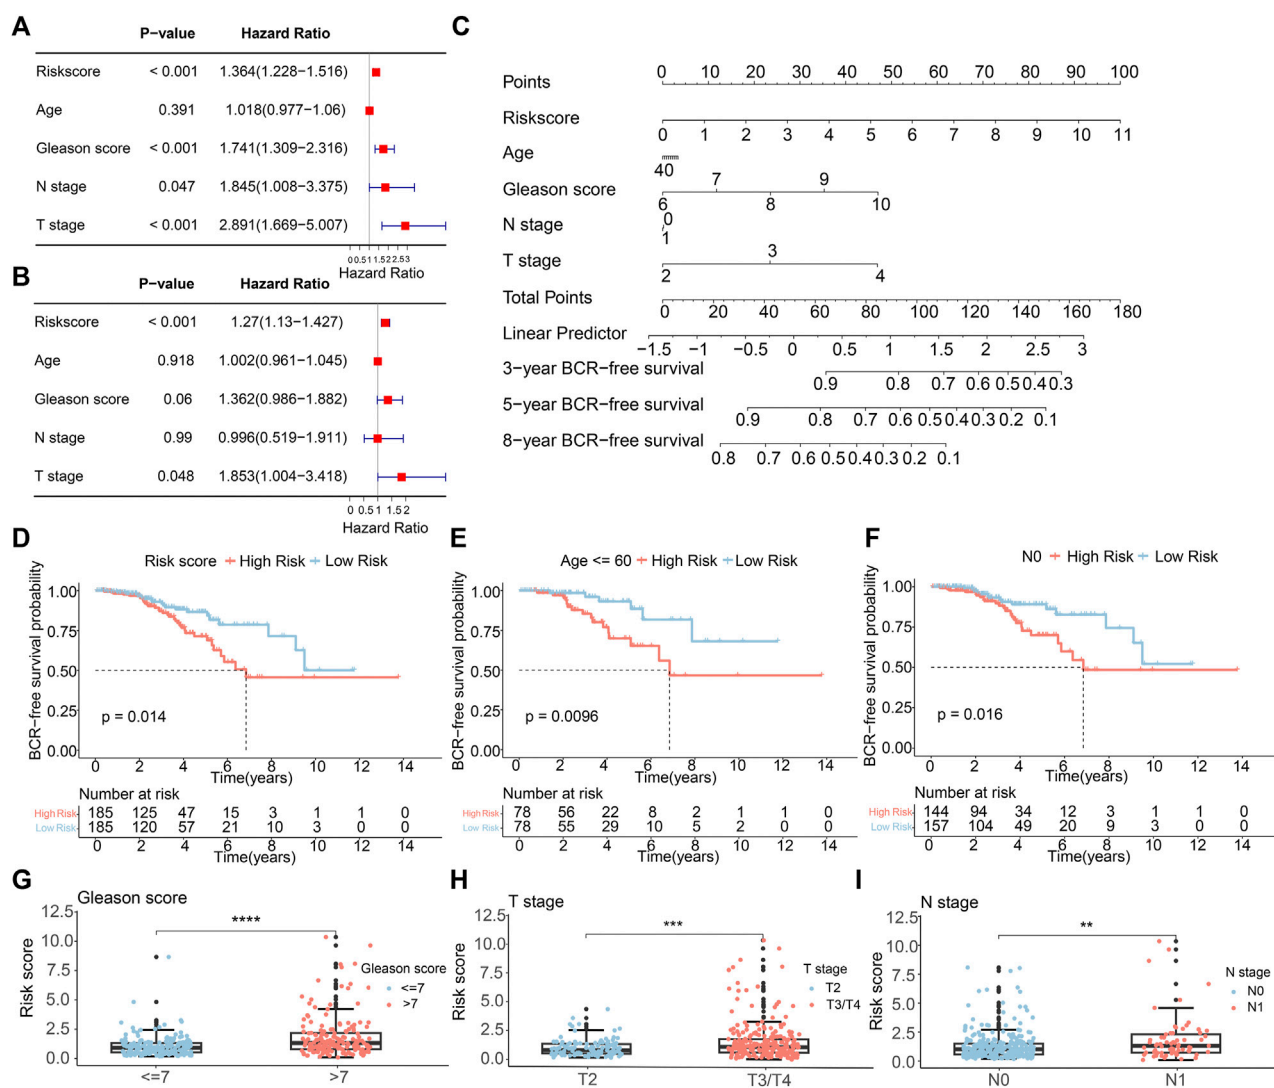 A
P−value Hazard Ratio
Riskscore < 0.001 1.364(1.228−1.516)
Age 0.391 1.018(0.977−1.06)
Gleason score < 0.001 1.741(1.309−2.316)
N stage 0.047 1.845(1.008−3.375)
T stage < 0.001 2.891(1.669−5.007)
0 0.5 1 1.5 2 2.5 3
Hazard Ratio
B
P−value Hazard Ratio
Riskscore < 0.001 1.27(1.13−1.427)
Age 0.918 1.002(0.961−1.045)
Gleason score 0.06 1.362(0.986−1.882)
N stage 0.99 0.996(0.519−1.911)
T stage 0.048 1.853(1.004−3.418)
0 0.5 1 1.5 2
Hazard Ratio
C
Points 0 10 20 30 40 50 60 70 80 90 100
Riskscore 0 1 2 3 4 5 6 7 8 9 10 11
Age 40
Gleason score 7 9
6 8 10
N stage 0
1
T stage 3
2 4
Total Points 0 20 40 60 80 100 120 140 160 180
Linear Predictor −1.5 −1 −0.5 0 0.5 1 1.5 2 2.5 3
3−year BCR−free survival 0.9 0.8 0.7 0.6 0.5 0.4 0.3
5−year BCR−free survival 0.9 0.8 0.7 0.6 0.5 0.4 0.3 0.2 0.1
8−year BCR−free survival 0.8 0.7 0.6 0.5 0.4 0.3 0.2 0.1
D
Risk score High Risk Low Risk
BCR−free survival probability
1.00
0.75
0.50
0.25
0.00
p = 0.014
0 2 4 6 8 10 12 14
Time(years)
Number at risk
High Risk 185 125 47 15 3 1 1 0
Low Risk 185 120 57 21 10 3 0 0
0 2 4 6 8 10 12 14
Time(years)
E
Age <= 60 High Risk Low Risk
BCR−free survival probability
1.00
0.75
0.50
0.25
0.00
p = 0.0096
0 2 4 6 8 10 12 14
Time(years)
Number at risk
High Risk 78 56 22 8 2 1 1 0
Low Risk 78 55 29 10 5 2 0 0
0 2 4 6 8 10 12 14
Time(years)
F
N0 High Risk Low Risk
BCR−free survival probability
1.00
0.75
0.50
0.25
0.00
p = 0.016
0 2 4 6 8 10 12 14
Time(years)
Number at risk
High Risk 144 94 34 12 3 1 1 0
Low Risk 157 104 49 20 9 3 0 0
0 2 4 6 8 10 12 14
Time(years)
G
Gleason score
Risk score
12.5
10.0
7.5
5.0
2.5
0.0
****
Gleason score
<=7
>7
<=7 >7
H
T stage
Risk score
12.5
10.0
7.5
5.0
2.5
0.0
***
T stage
T2
T3/T4
T2 T3/T4
I
N stage
Risk score
12.5
10.0
7.5
5.0
2.5
0.0
**
N stage
N0
N1
N0 N1